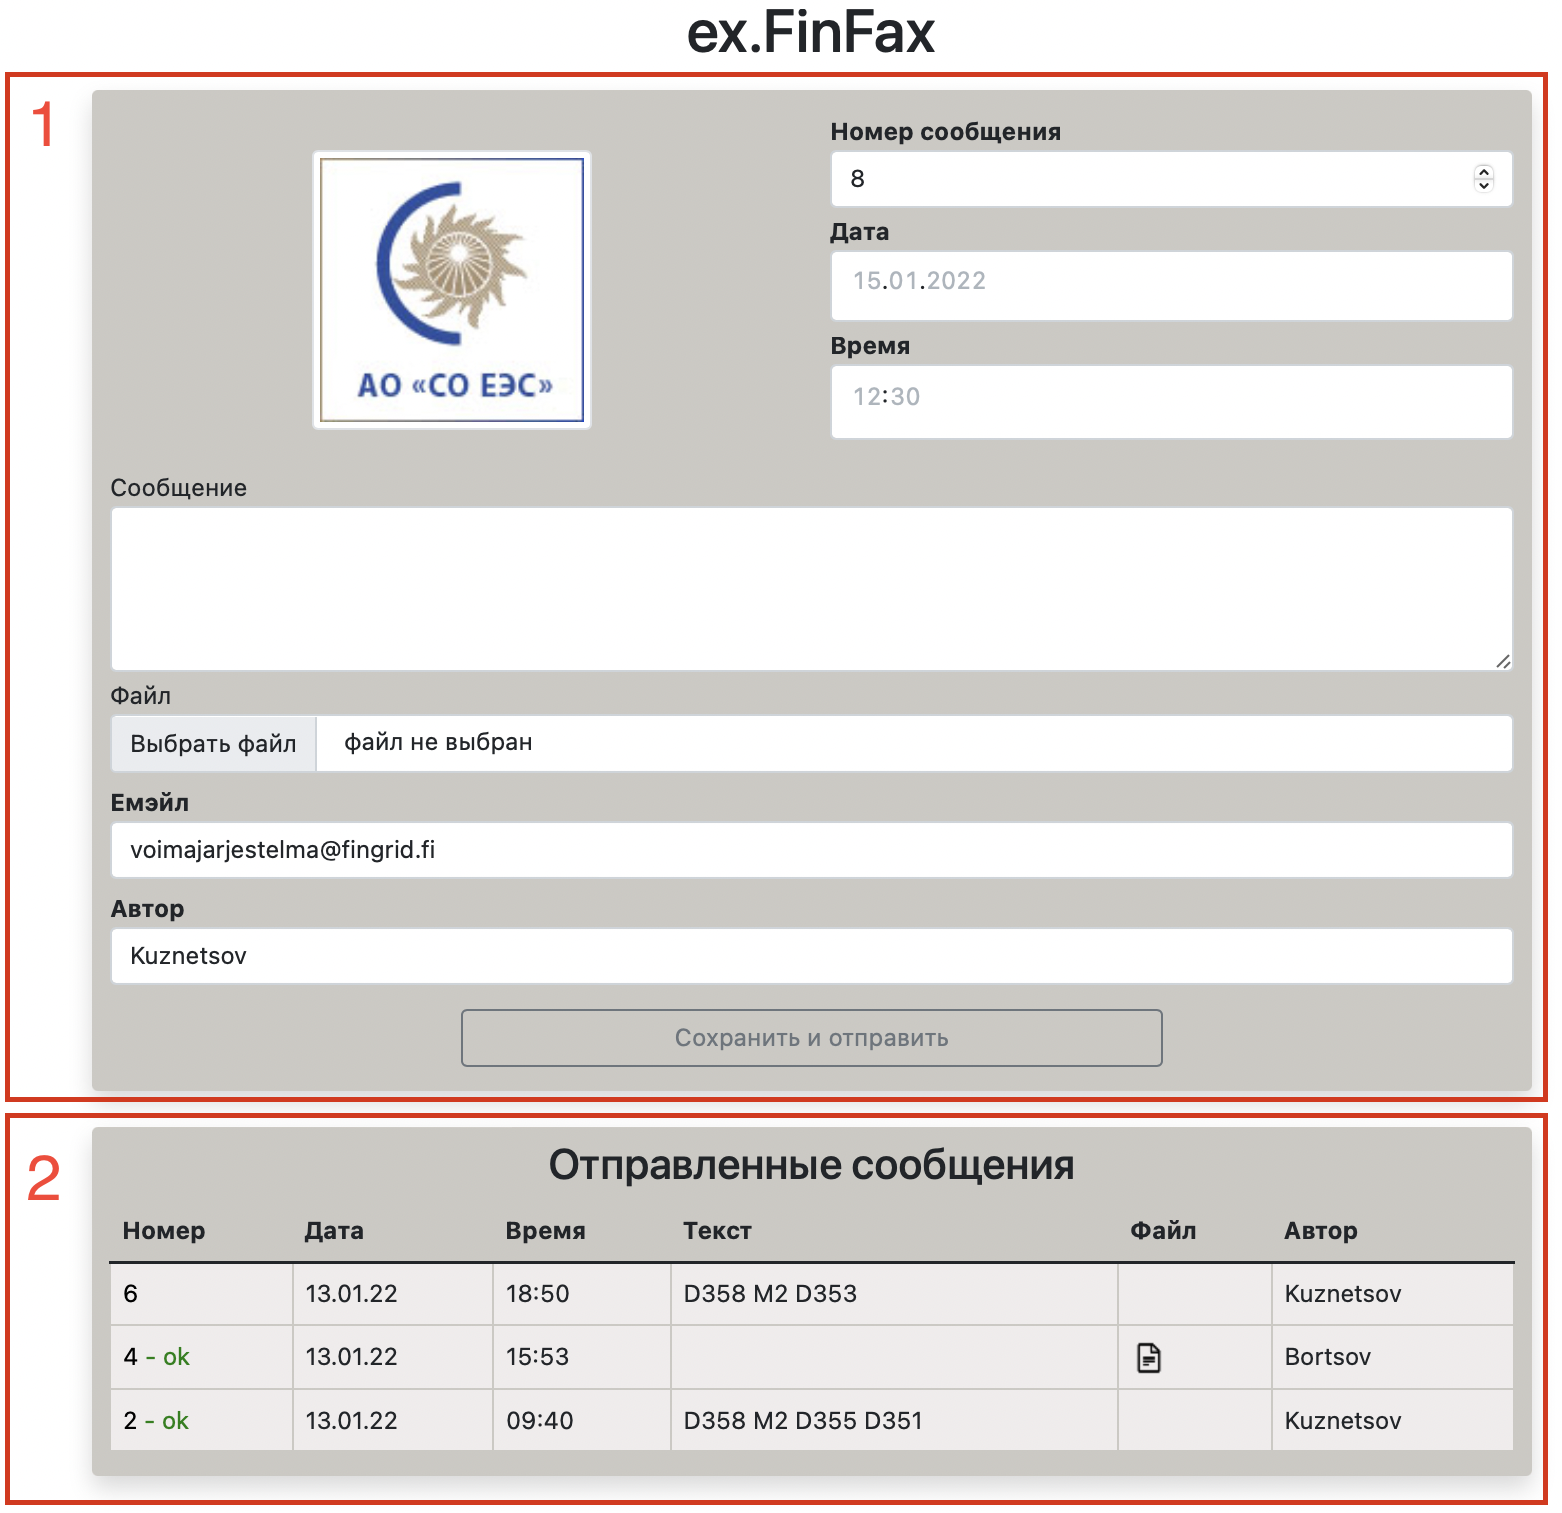 ex.FinFax
1
Номер сообщения
8
Дата
15.01.2022
Время
12:30
АО «СО ЕЭС»
Сообщение
Файл
Выбрать файл файл не выбран
Емэйл
voimajarjestelma@fingrid.fi
Автор
Kuznetsov
Сохранить и отправить
2
Отправленные сообщения
Номер Дата Время Текст Файл Автор
6 13.01.22 18:50 D358 M2 D353 Kuznetsov
4 - ok 13.01.22 15:53 Bortsov
2 - ok 13.01.22 09:40 D358 M2 D355 D351 Kuznetsov